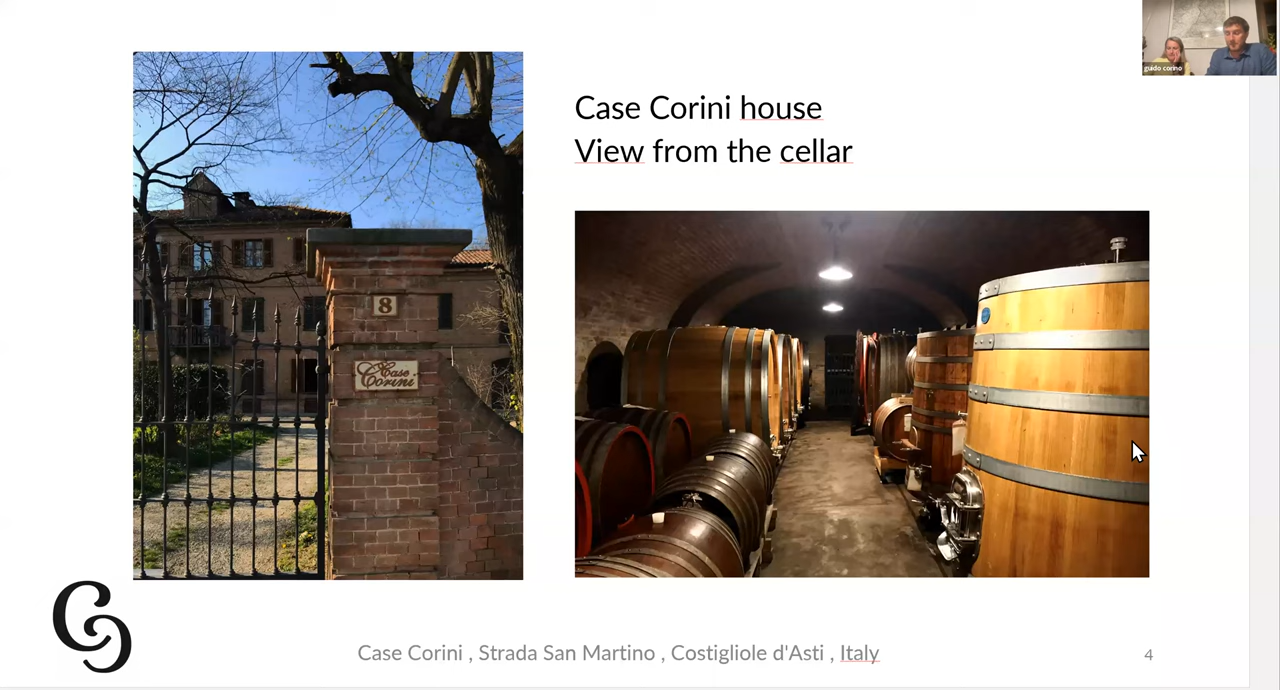 guido corino
Case Corini house
View from the cellar
8
Case
Corini
Case Corini , Strada San Martino , Costigliole d'Asti , Italy
4